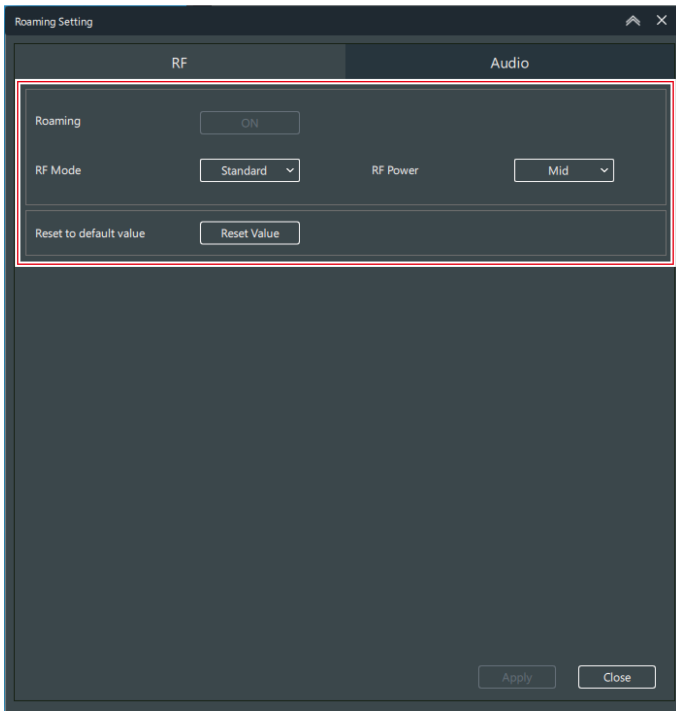 Roaming Setting
RF Audio
Roaming ON
RF Mode Standard RF Power Mid
Reset to default value Reset Value
Apply Close